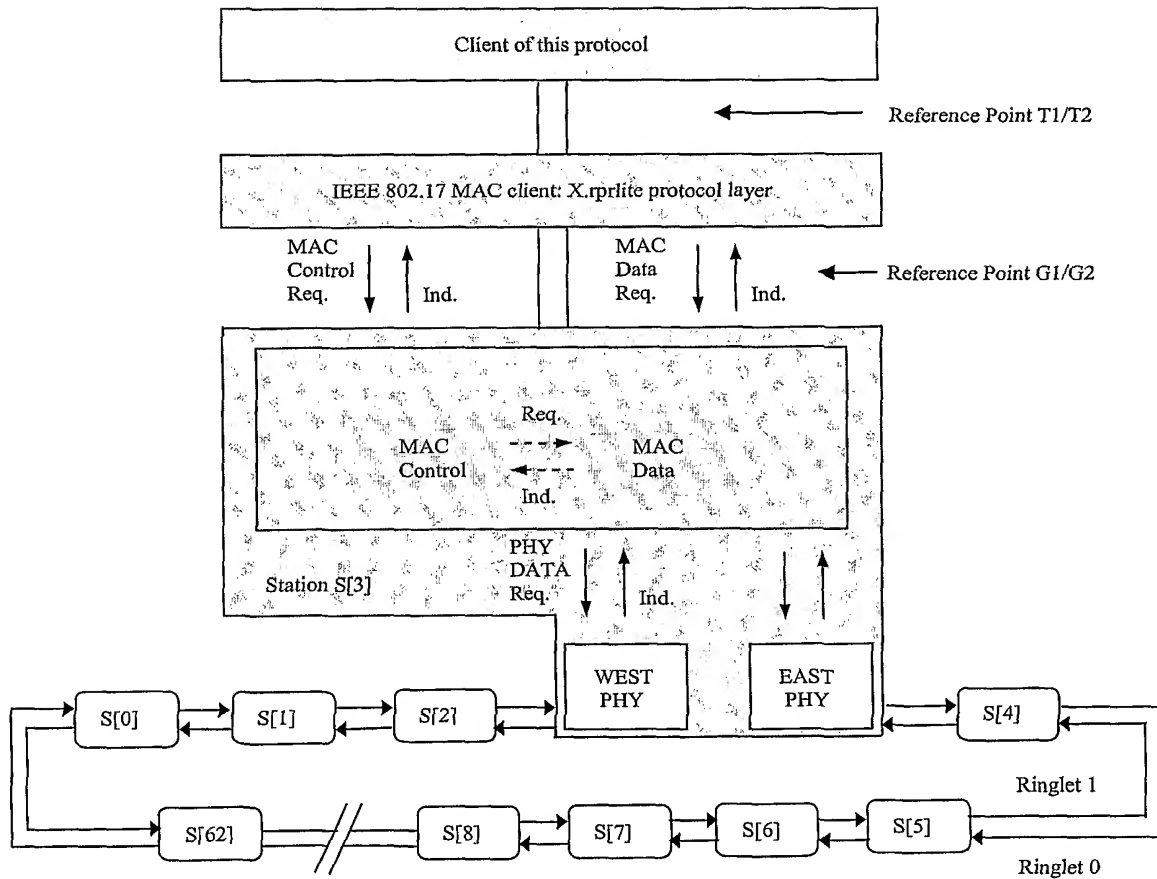 Client of this protocol
Reference Point T1/T2
IEEE 802.17 MAC client: X.rprlite protocol layer
MAC
Control
Req.
Ind.
MAC
Data
Req.
Ind.
Reference Point G1/G2
Req.
MAC
Control
MAC
Data
Ind.
PHY
DATA
Req.
Ind.
Station S[3]
WEST
PHY
EAST
PHY
S[0]
S[1]
S[2]
S[4]
Ringlet 1
S[62]
S[8]
S[7]
S[6]
S[5]
Ringlet 0